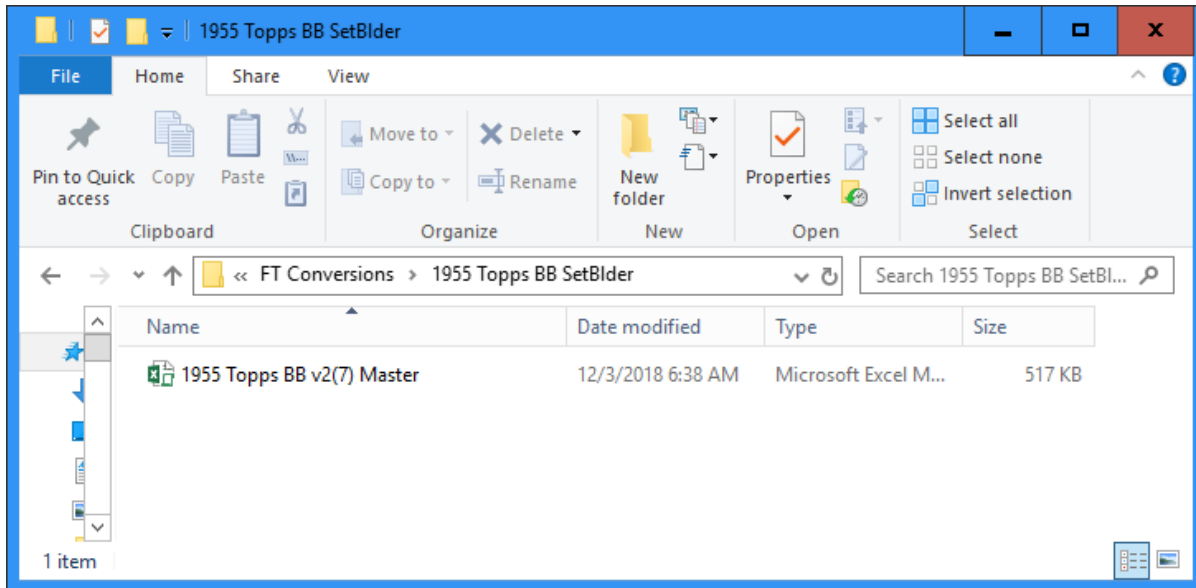 1955 Topps BB SetBlder
File Home Share View
Pin to Quick access
Copy
Paste
Clipboard
Move to
Copy to
Delete
Rename
Organize
New folder
New
Properties
Open
Select all
Select none
Invert selection
Select
« FT Conversions > 1955 Topps BB SetBlder
Search 1955 Topps BB SetBl...
Name Date modified Type Size
1955 Topps BB v2(7) Master 12/3/2018 6:38 AM Microsoft Excel M... 517 KB
1 item